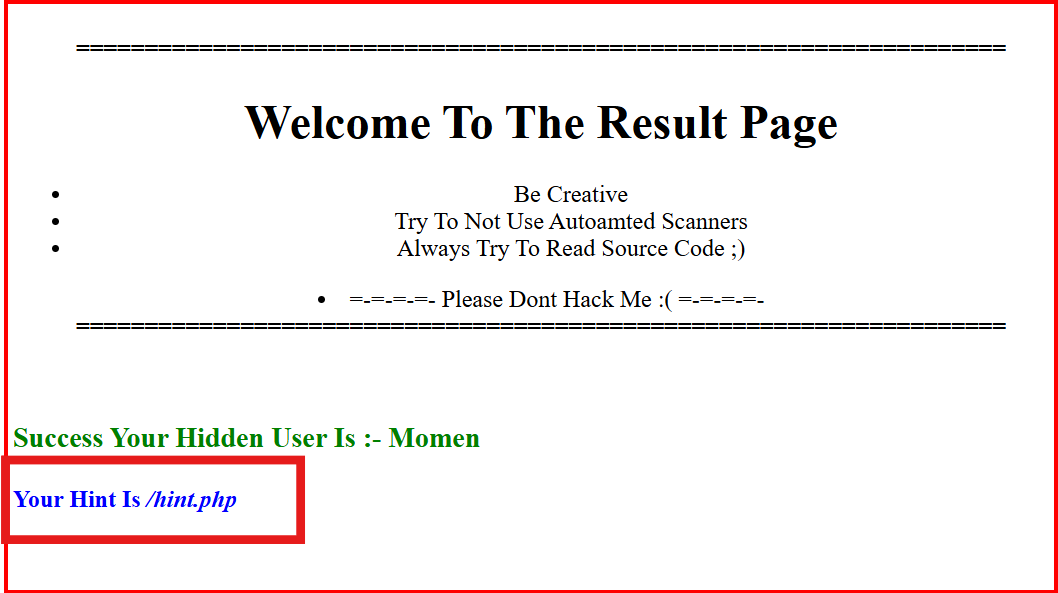 ====================================================================
Welcome To The Result Page
• Be Creative
• Try To Not Use Autoamted Scanners
• Always Try To Read Source Code ;)
• =-=-=-=- Please Dont Hack Me :( =-=-=-=-
====================================================================
Success Your Hidden User Is :- Momen
Your Hint Is /hint.php